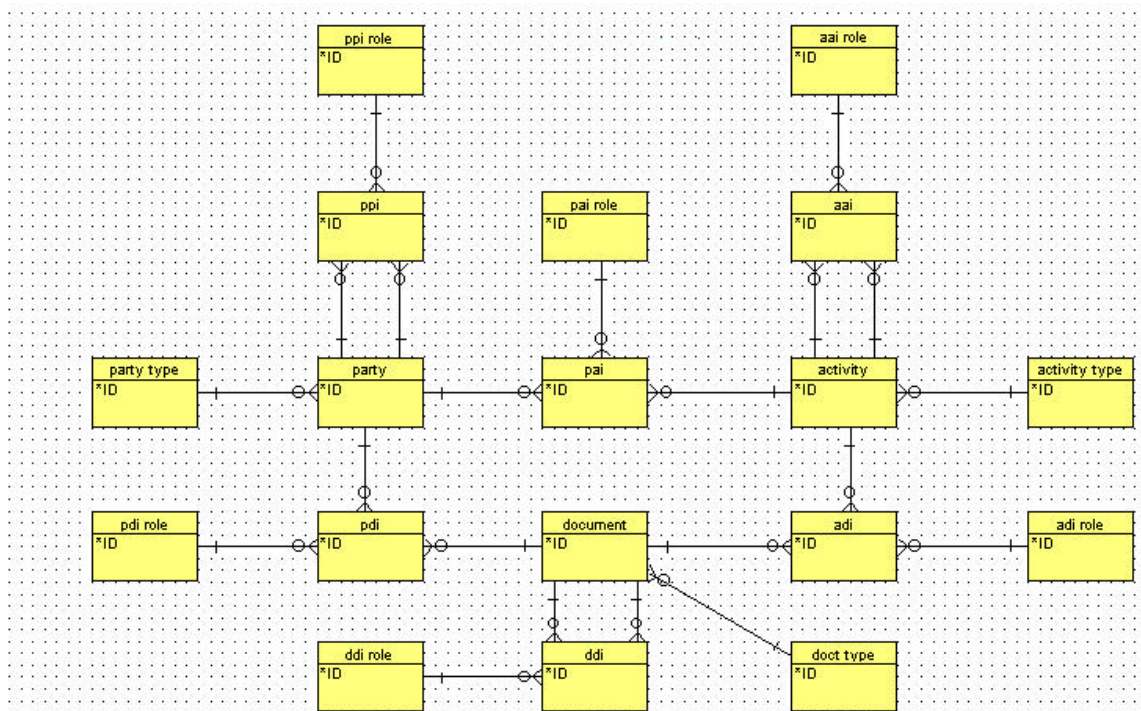 ppi role
*ID
aai role
*ID
ppi
*ID
pai role
*ID
aai
*ID
party type
*ID
party
*ID
pai
*ID
activity
*ID
activity type
*ID
pdi role
*ID
pdi
*ID
document
*ID
adi
*ID
adi role
*ID
ddi role
*ID
ddi
*ID
doct type
*ID